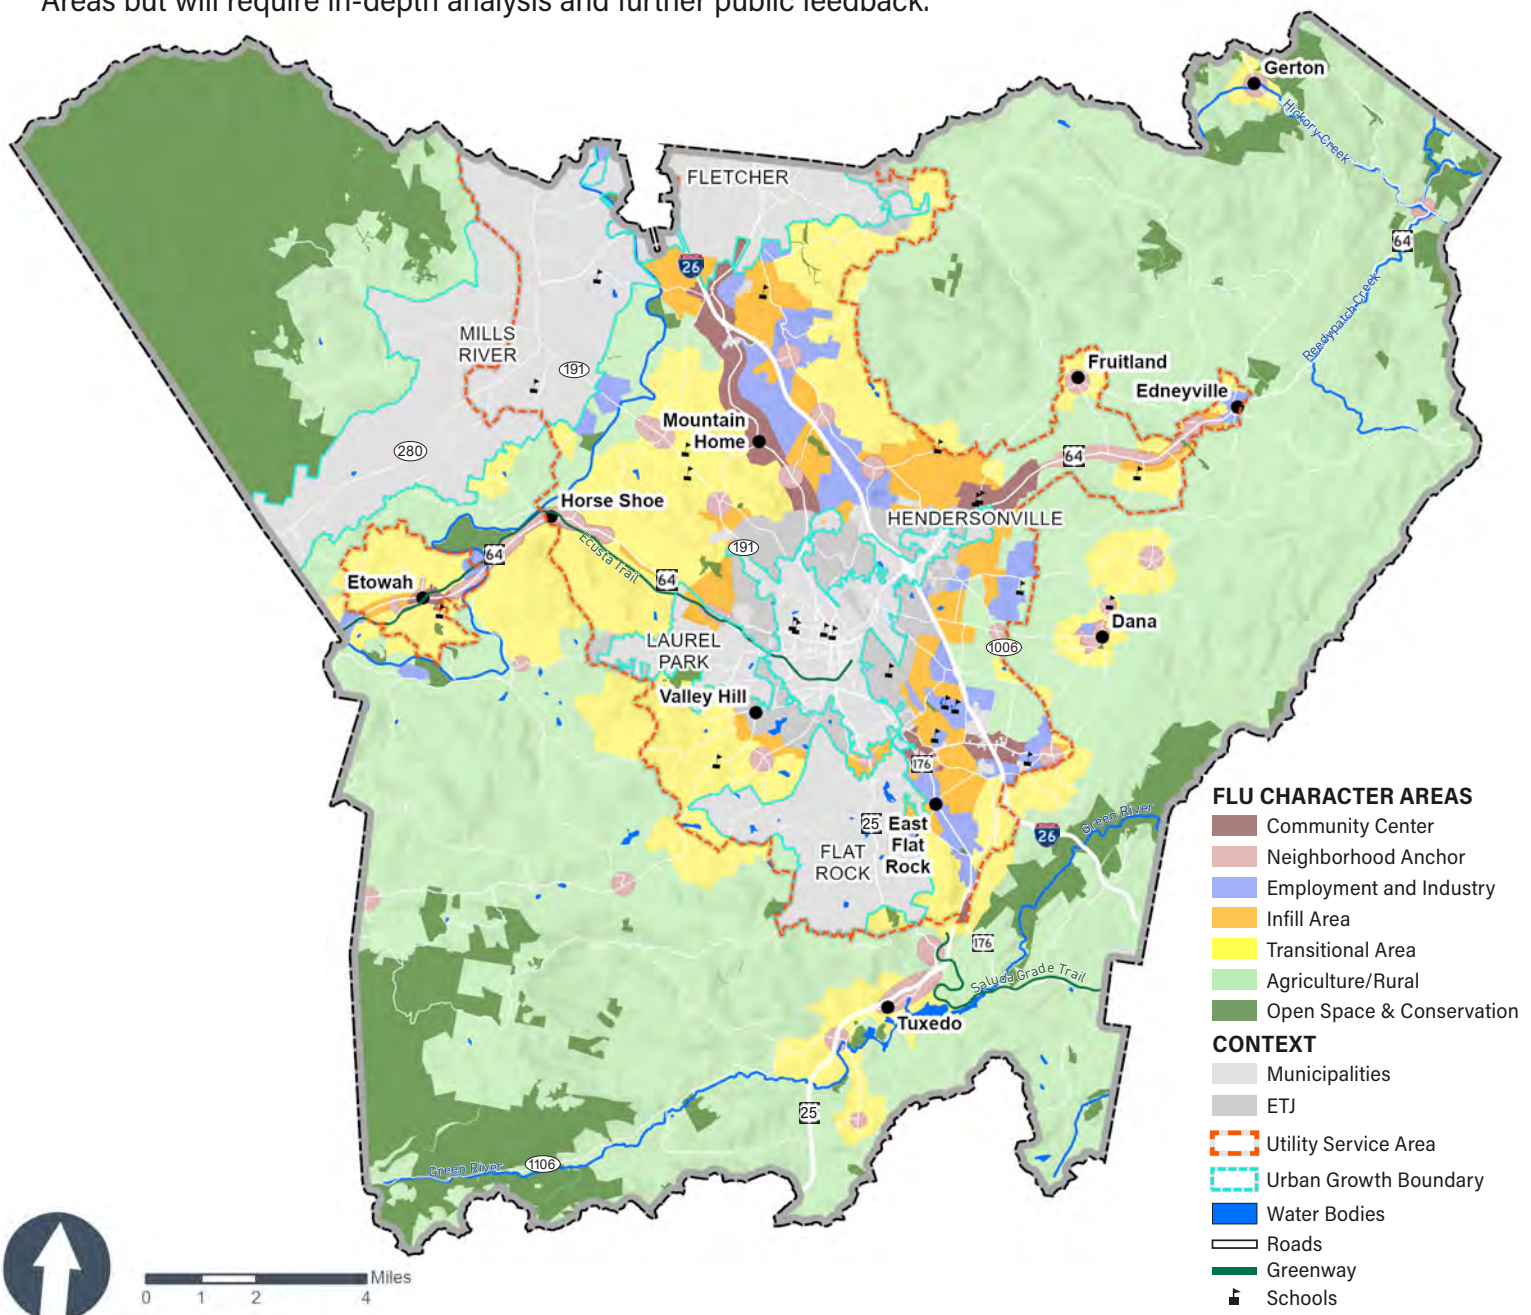 Areas but will require in-depth analysis and further public feedback.
Gerton
Hickory Creek
FLETCHER
64
26
MILLS
RIVER
191
Reedypatch Creek
Fruitland
Edneyville
Mountain
Home
280
64
Horse Shoe
HENDERSONVILLE
191
64
Ecusta Trail
64
Etowah
Dana
LAUREL
PARK
1006
Valley Hill
176
25
East
Flat
Rock
FLAT
ROCK
26
Green River
176
Saluda Grade Trail
Tuxedo
25
Green River
1106
FLU CHARACTER AREAS
Community Center
Neighborhood Anchor
Employment and Industry
Infill Area
Transitional Area
Agriculture/Rural
Open Space & Conservation
CONTEXT
Municipalities
ETJ
Utility Service Area
Urban Growth Boundary
Water Bodies
Roads
Greenway
Schools
Miles
0 1 2 4